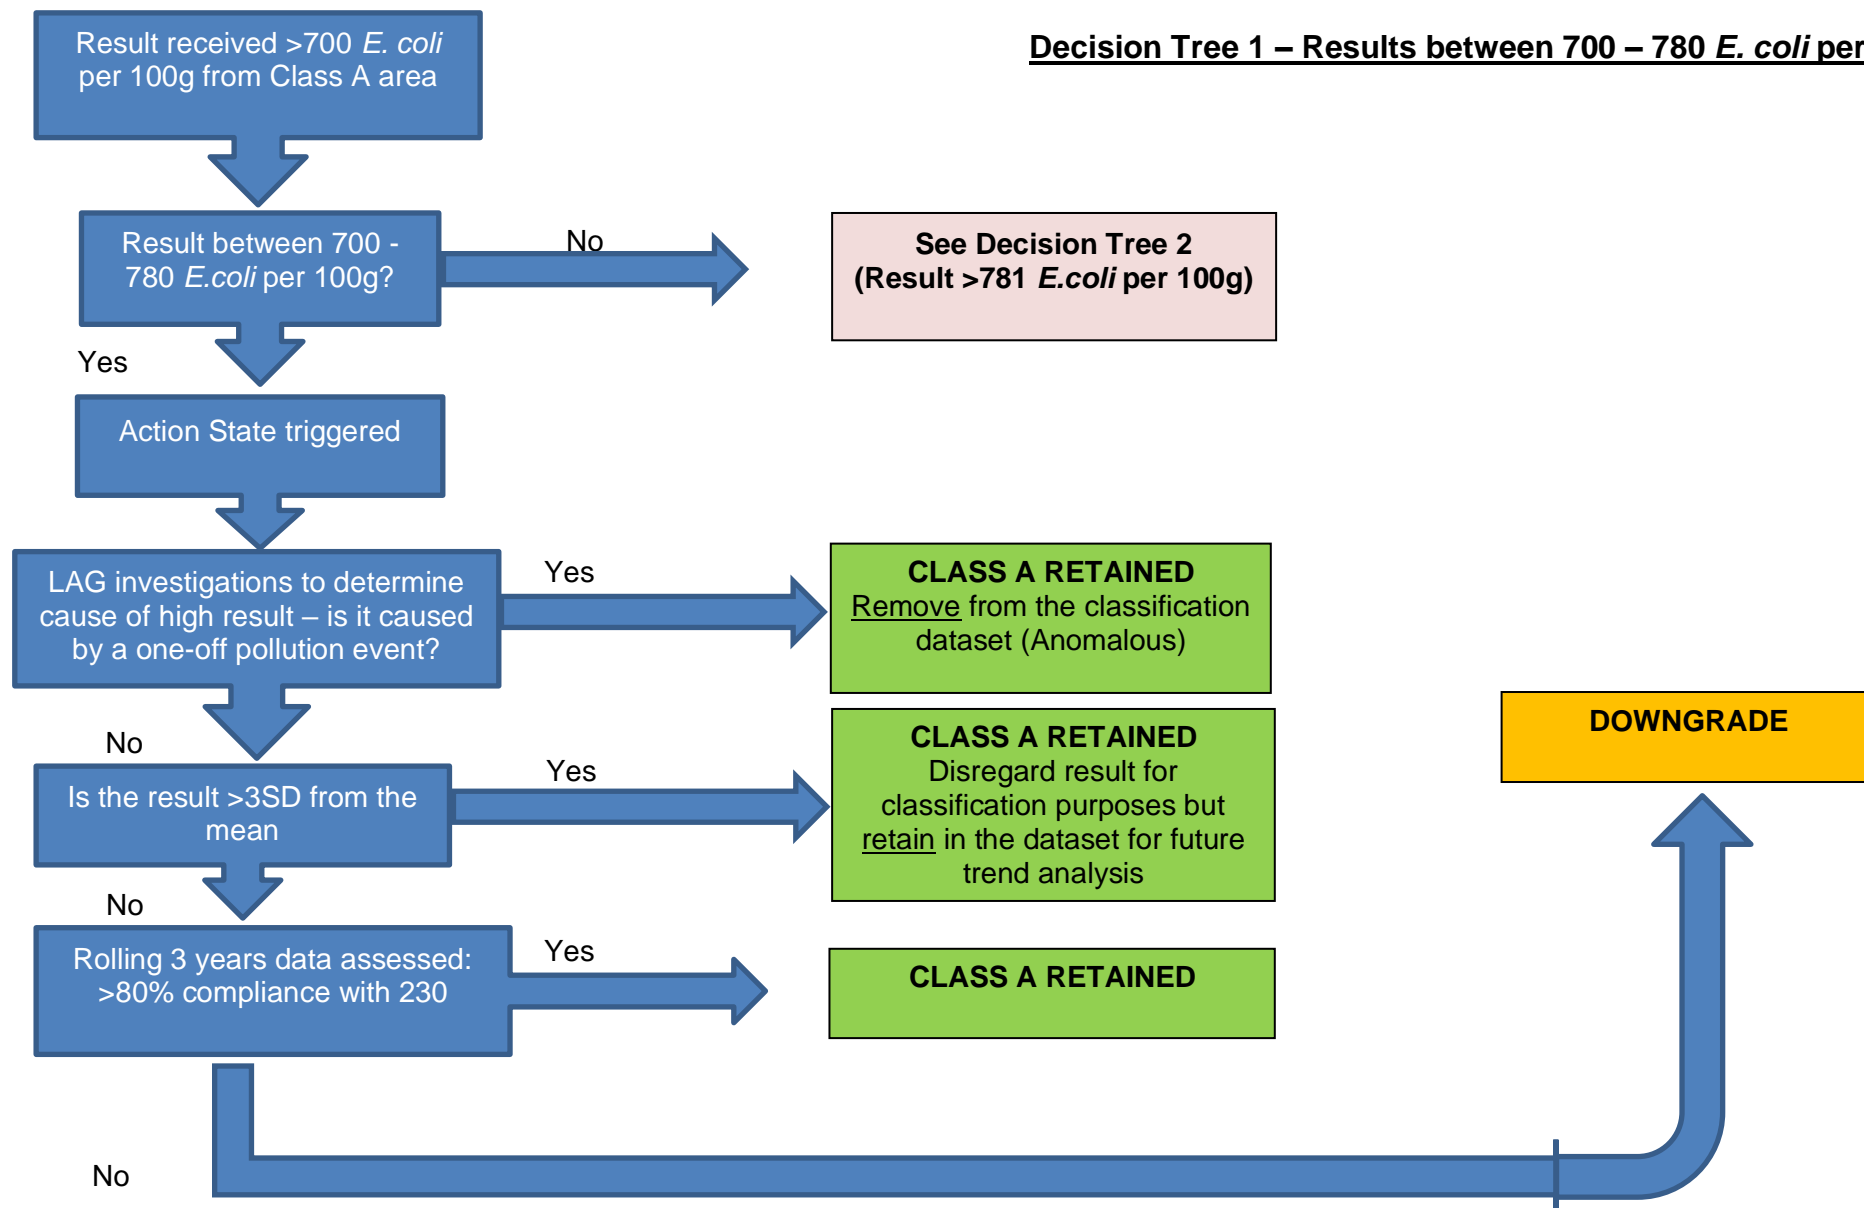 Decision Tree 1 – Results between 700 – 780 E. coli per
Result received >700 E. coli
per 100g from Class A area
Result between 700 -
780 E.coli per 100g?
No
See Decision Tree 2
(Result >781 E.coli per 100g)
Yes
Action State triggered
LAG investigations to determine
cause of high result – is it caused
by a one-off pollution event?
Yes
CLASS A RETAINED
Remove from the classification
dataset (Anomalous)
No
Is the result >3SD from the
mean
Yes
CLASS A RETAINED
Disregard result for
classification purposes but
retain in the dataset for future
trend analysis
DOWNGRADE
No
Rolling 3 years data assessed:
>80% compliance with 230
Yes
CLASS A RETAINED
No